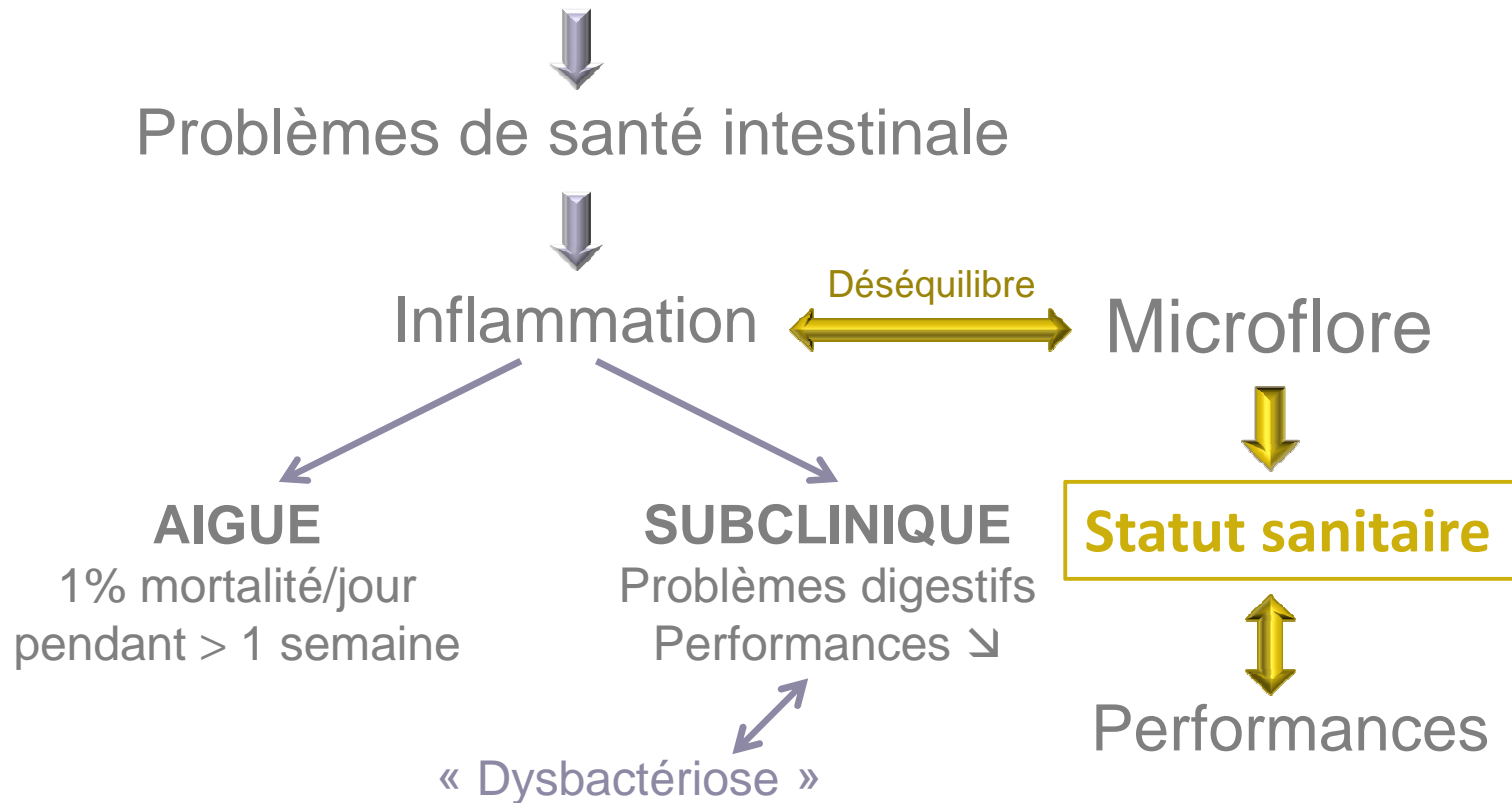 Problèmes de santé intestinale
Déséquilibre
Inflammation
Microflore
AIGUE
1% mortalité/jour
pendant > 1 semaine
SUBCLINIQUE
Problèmes digestifs
Performances ↘
« Dysbactériose »
Statut sanitaire
Performances